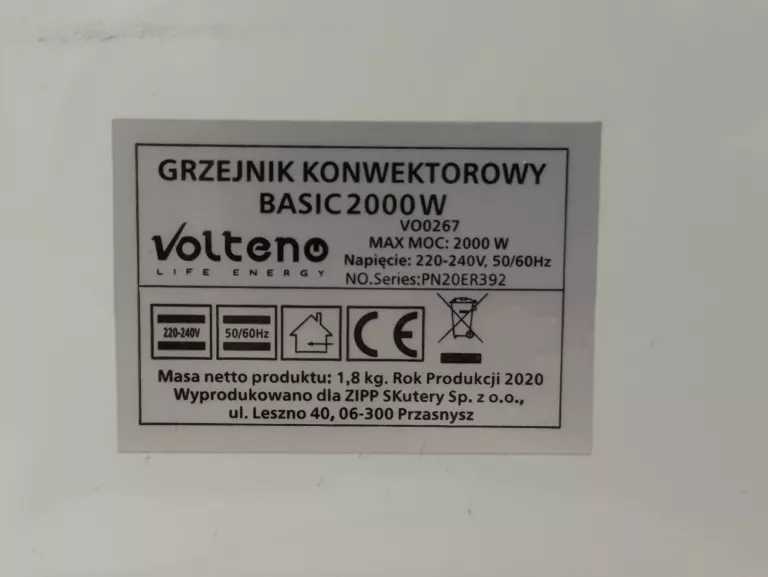 GRZEJNIK KONWEKTOROWY
BASIC 2000 W
VO0267
Volteno
LIFE ENERGY
MAX MOC: 2000 W
Napięcie: 220-240V, 50/60Hz
NO.Series:PN20ER392
220-240V
50/60Hz
CE
Masa netto produktu: 1,8 kg. Rok Produkcji 2020
Wyprodukowano dla ZIPP SKutery Sp. z o.o.,
ul. Leszno 40, 06-300 Przasnysz